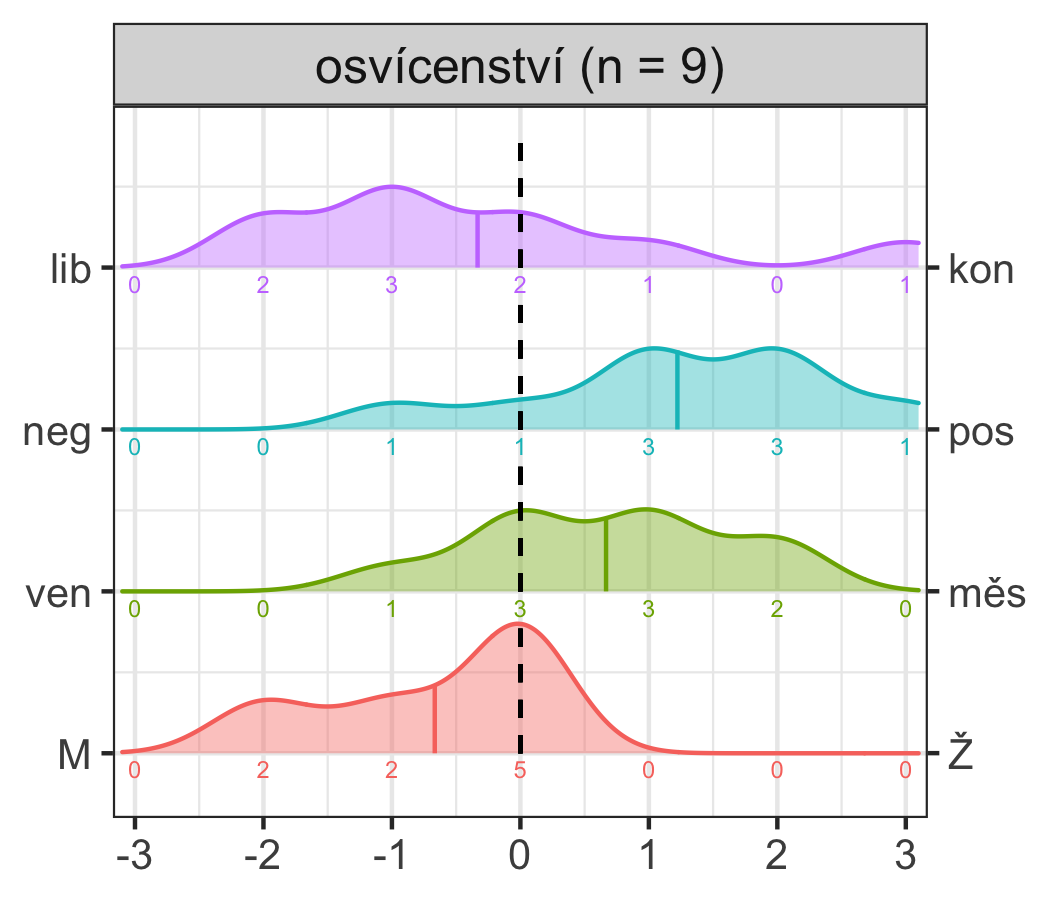 osvícenství (n = 9)
lib kon
0 2 3 2 1 0 1
neg pos
0 0 1 1 3 3 1
ven měs
0 0 1 3 3 2 0
M Ž
0 2 2 5 0 0 0
-3 -2 -1 0 1 2 3